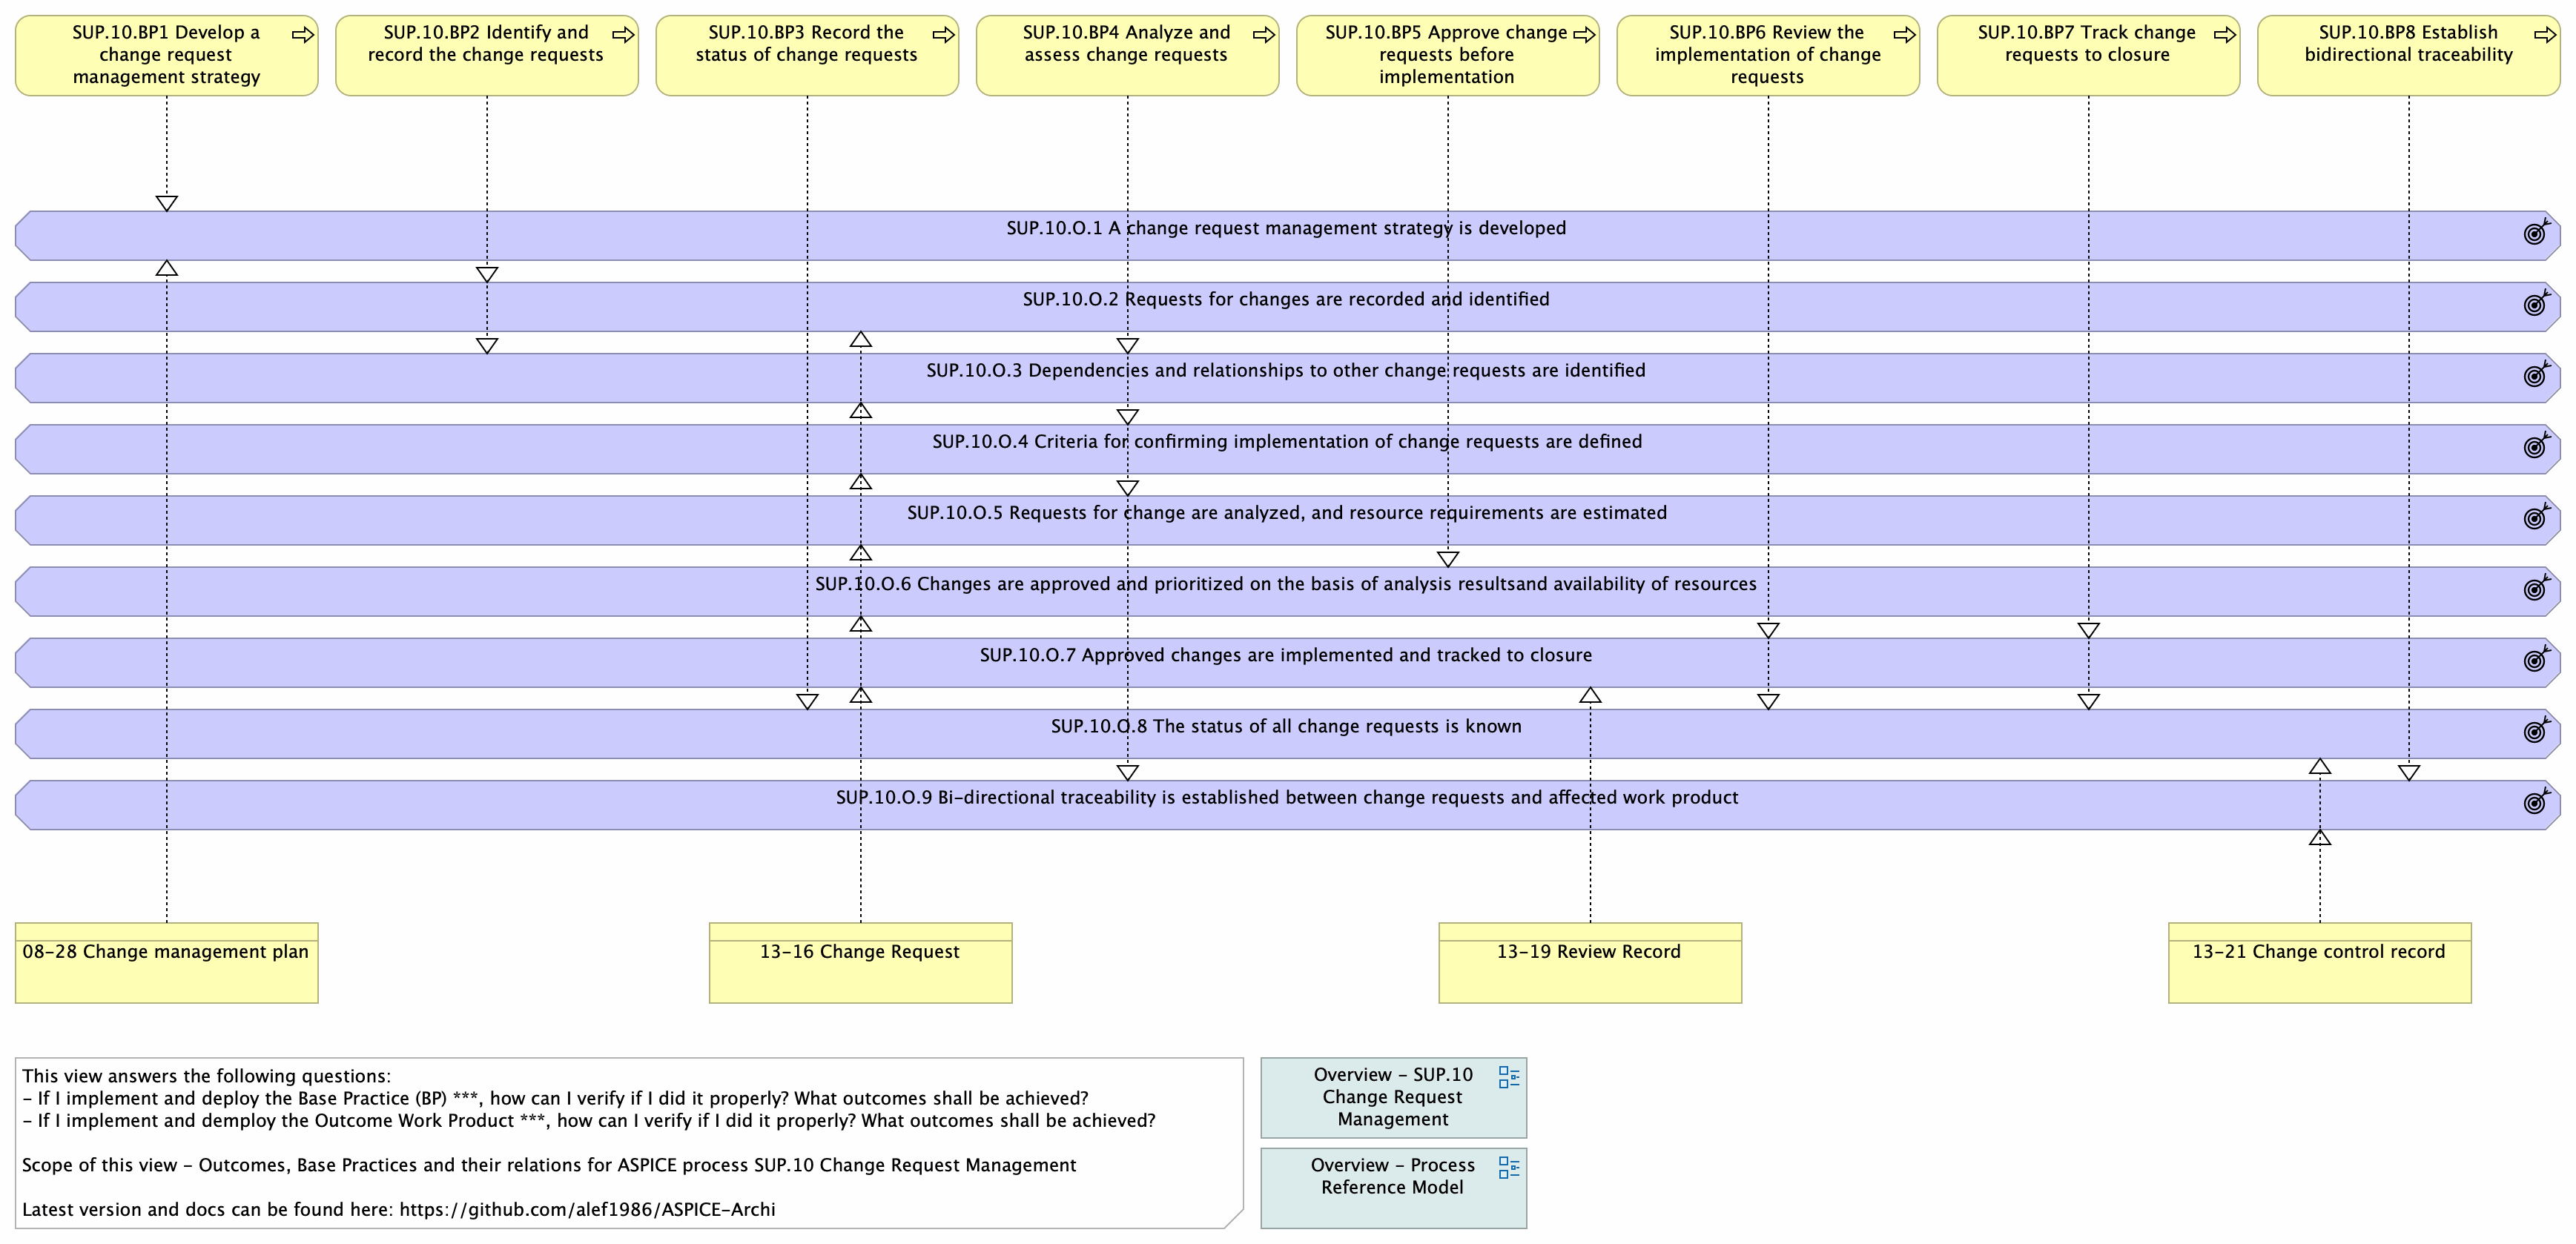 SUP.10.BP1 Develop a
change request
management strategy
SUP.10.BP2 Identify and
record the change requests
SUP.10.BP3 Record the
status of change requests
SUP.10.BP4 Analyze and
assess change requests
SUP.10.BP5 Approve change
requests before
implementation
SUP.10.BP6 Review the
implementation of change
requests
SUP.10.BP7 Track change
requests to closure
SUP.10.BP8 Establish
bidirectional traceability
SUP.10.O.1 A change request management strategy is developed
SUP.10.O.2 Requests for changes are recorded and identified
SUP.10.O.3 Dependencies and relationships to other change requests are identified
SUP.10.O.4 Criteria for confirming implementation of change requests are defined
SUP.10.O.5 Requests for change are analyzed, and resource requirements are estimated
SUP.10.O.6 Changes are approved and prioritized on the basis of analysis resultsand availability of resources
SUP.10.O.7 Approved changes are implemented and tracked to closure
SUP.10.O.8 The status of all change requests is known
SUP.10.O.9 Bi-directional traceability is established between change requests and affected work product
08-28 Change management plan
13-16 Change Request
13-19 Review Record
13-21 Change control record
This view answers the following questions:
- If I implement and deploy the Base Practice (BP) ***, how can I verify if I did it properly? What outcomes shall be achieved?
- If I implement and demploy the Outcome Work Product ***, how can I verify if I did it properly? What outcomes shall be achieved?
Scope of this view - Outcomes, Base Practices and their relations for ASPICE process SUP.10 Change Request Management
Latest version and docs can be found here: https://github.com/alef1986/ASPICE-Archi
Overview - SUP.10
Change Request
Management
Overview - Process
Reference Model